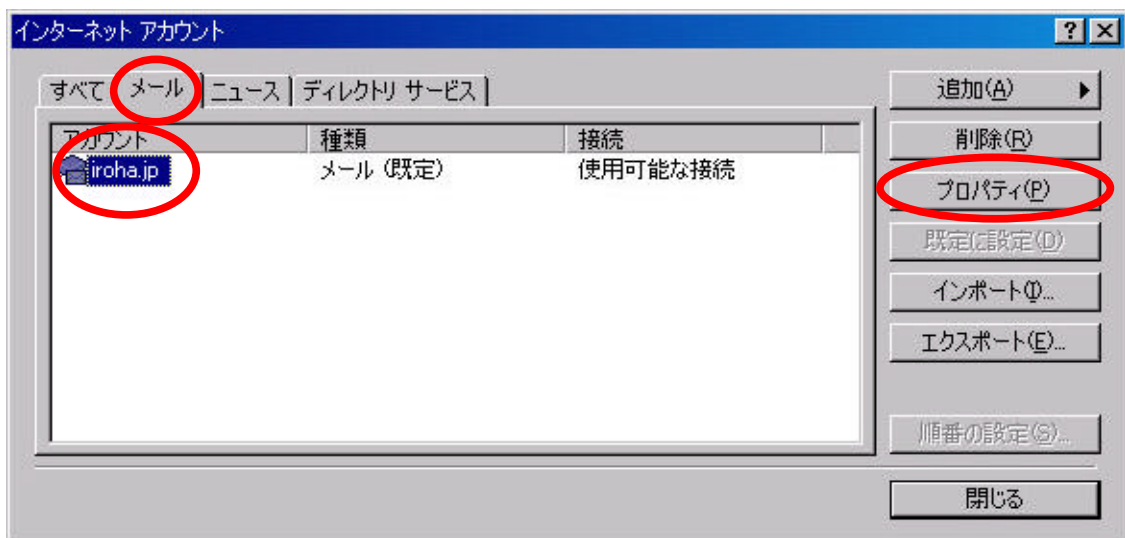 インターネット アカウント
すべて メール ニュース ディレクトリ サービス
アカウント 種類 接続
iroha.jp メール (既定) 使用可能な接続
追加(A)
削除(R)
プロパティ(P)
既定に設定(D)
インポート(I)...
エクスポート(E)...
順番の設定(S)...
閉じる